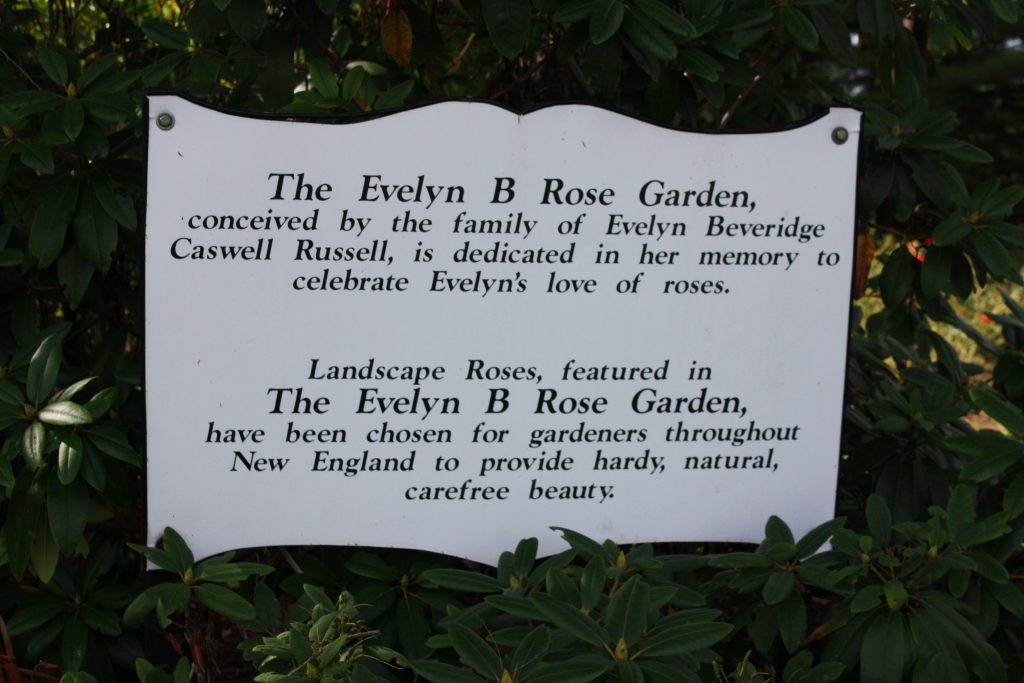 The Evelyn B Rose Garden,
conceived by the family of Evelyn Beveridge
Caswell Russell, is dedicated in her memory to
celebrate Evelyn's love of roses.
Landscape Roses, featured in
The Evelyn B Rose Garden,
have been chosen for gardeners throughout
New England to provide hardy, natural,
carefree beauty.